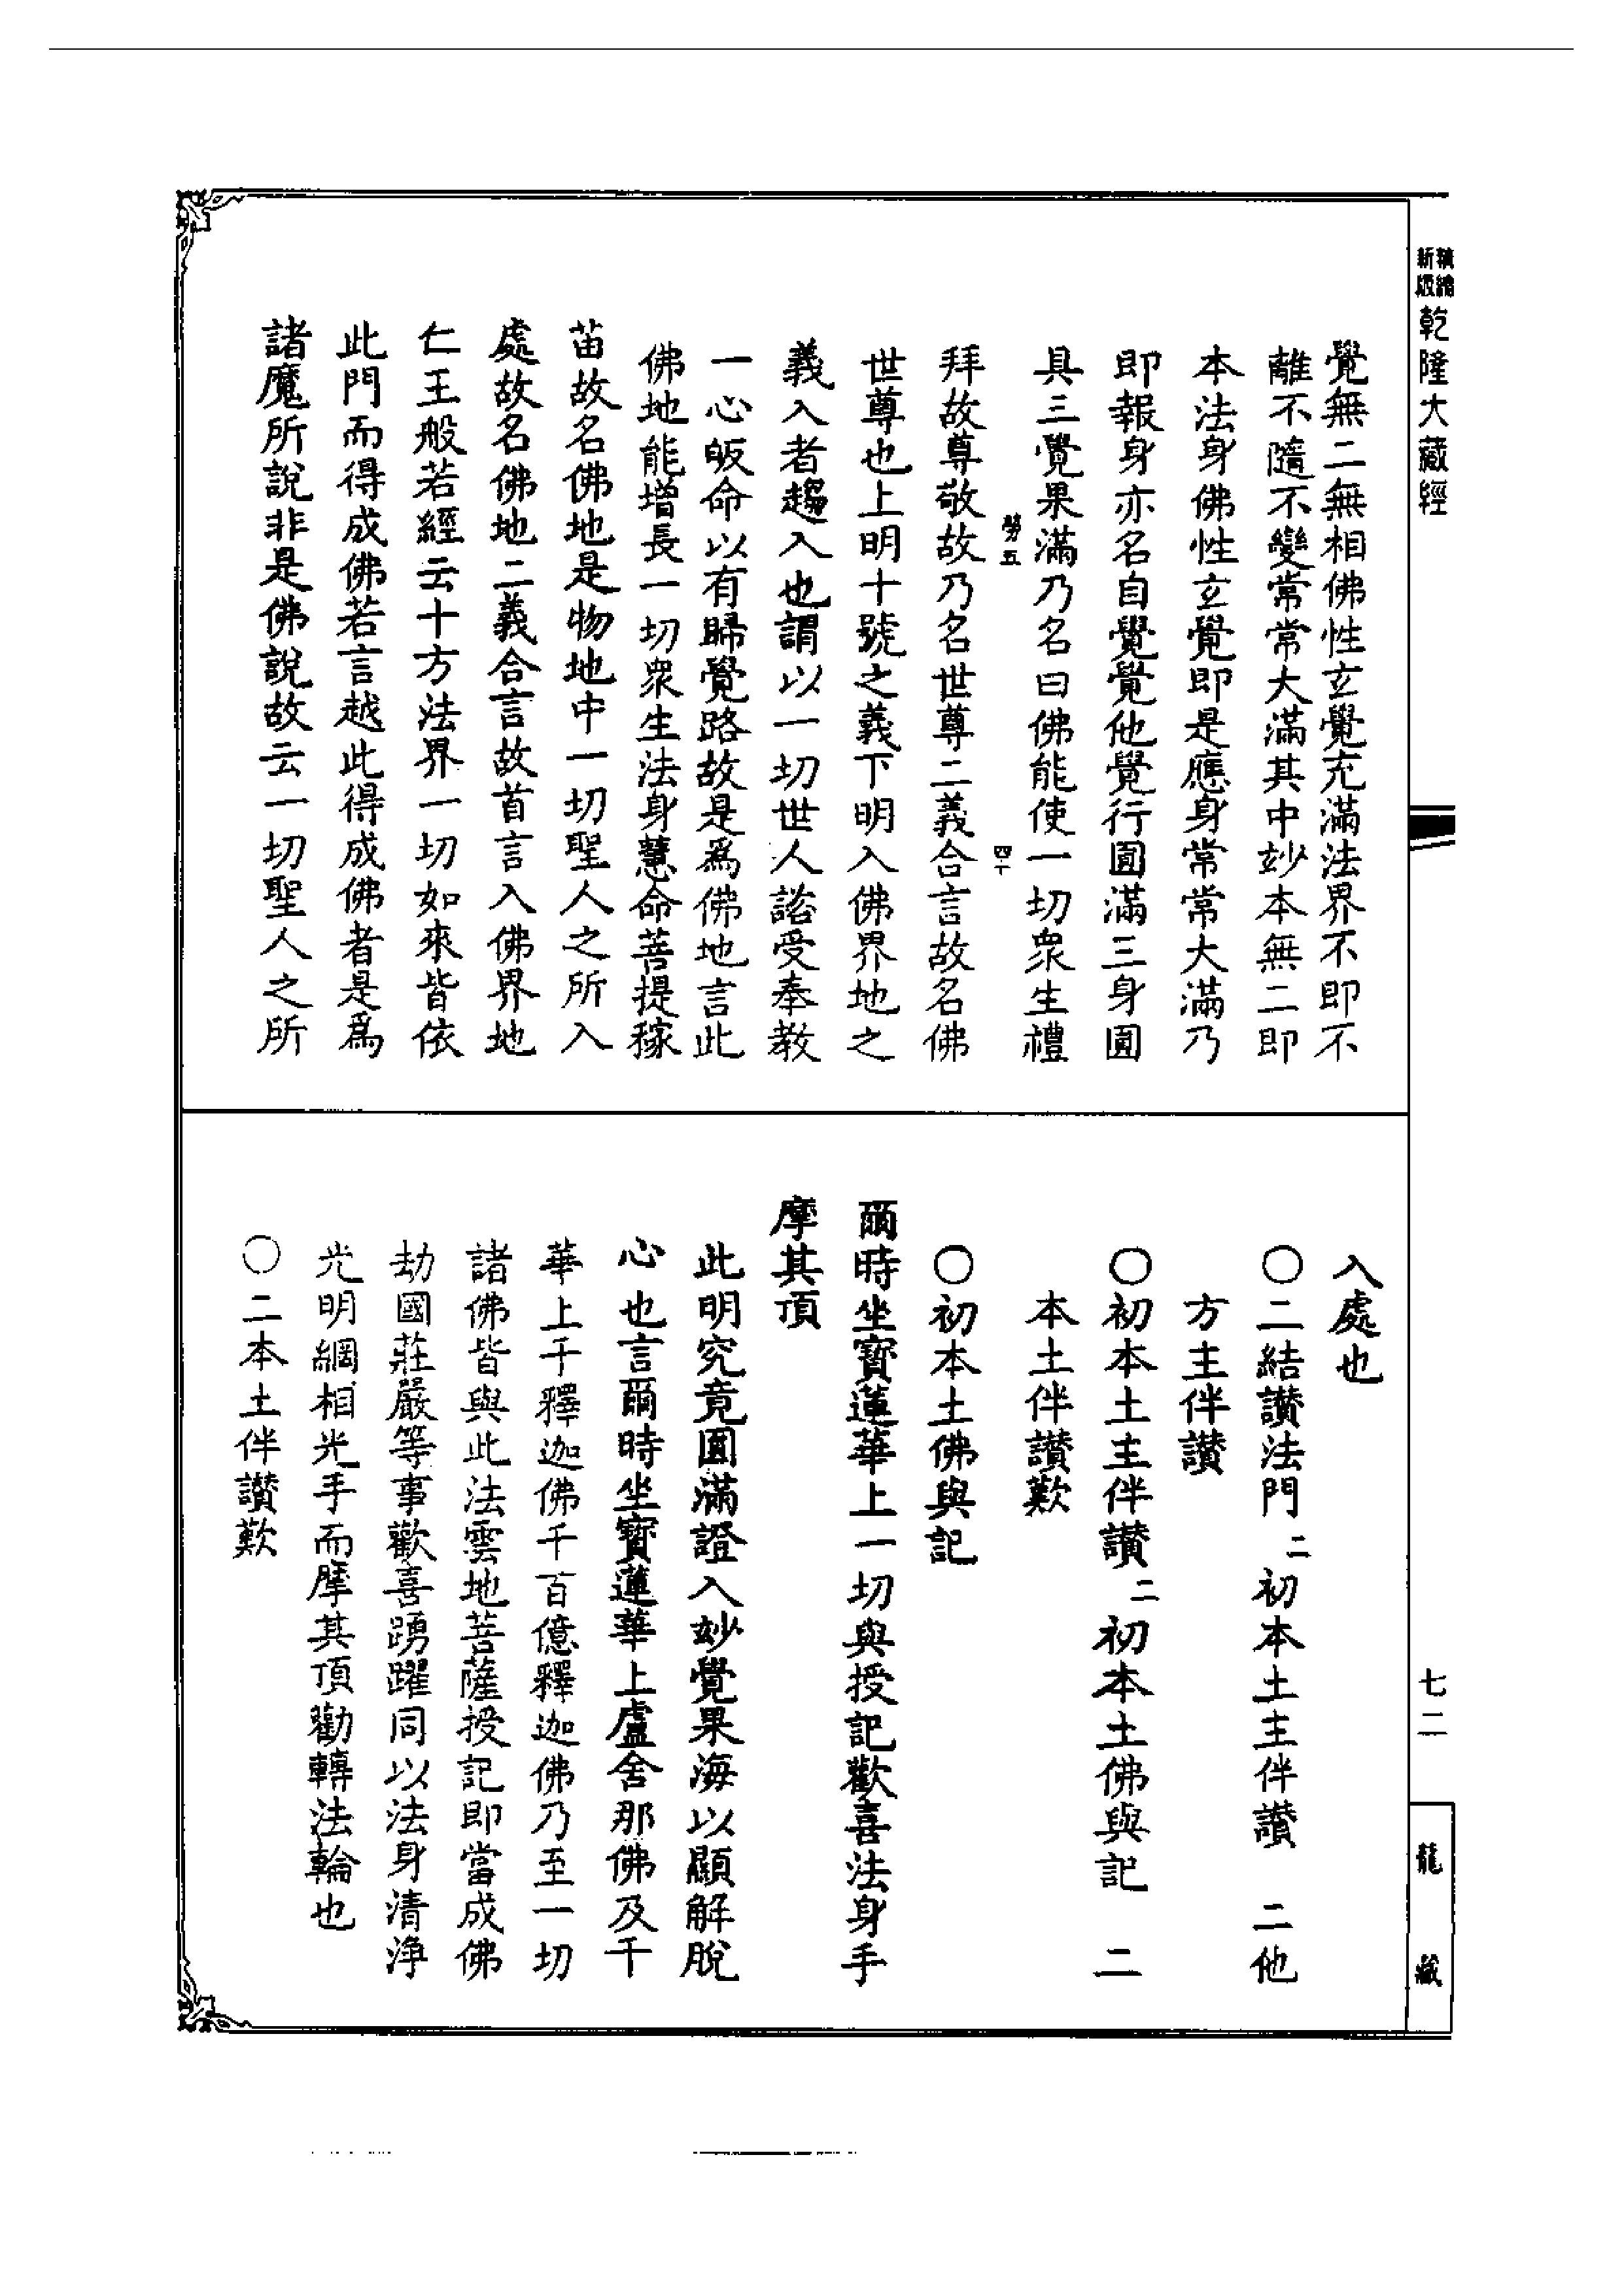 新版精繪乾隆大藏經
覺無二無相佛性玄覺充滿法界不即不
離不隨不變常常大滿其中妙本無二即
本法身佛性玄覺即是應身常常大滿乃
即報身亦名自覺覺他覺行圓滿三身圓
具三覺果滿乃名曰佛能使一切衆生禮
勞五
四十
拜故尊敬故乃名世尊二義合言故名佛
世尊也上明十號之義下明入佛界地之
義入者趨入也謂以一切世人諮受奉教
一心皈命以有歸覺路故是爲佛地言此
佛地能增長一切衆生法身慧命菩提稼
苗故名佛地是物地中一切聖人之所入
處故名佛地二義合言故首言入佛界地
仁王般若經云十方法界一切如來皆依
此門而得成佛若言越此得成佛者是爲
諸魔所說非是佛說故云一切聖人之所
入處也
〇二結讚法門二初本土主伴讚 二他
方主伴讚
〇初本土主伴讚二初本土佛與記 二
本土伴讚歎
〇初本土佛與記
爾時坐寶蓮華上一切與授記歡喜法身手
摩其頂
此明究竟圓滿證入妙覺果海以顯解脫
心也言爾時坐寶蓮華上盧舍那佛及千
華上千釋迦佛千百億釋迦佛乃至一切
諸佛皆與此法雲地菩薩授記即當成佛
劫國莊嚴等事歡喜踴躍同以法身清淨
光明網相光手而摩其頂勸轉法輪也
〇二本土伴讚歎
七二
龍藏